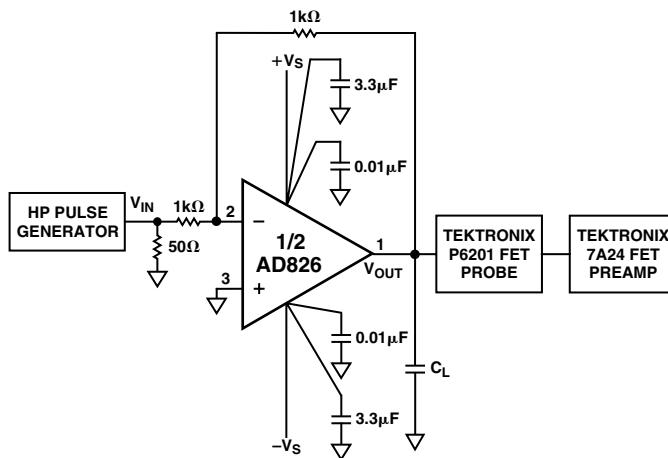 1kΩ
+VS
3.3µF
0.01µF
HP PULSE
GENERATOR
VIN
1kΩ
50Ω
2
−
3
+
1/2
AD826
1
VOUT
TEKTRONIX
P6201 FET
PROBE
TEKTRONIX
7A24 FET
PREAMP
0.01µF
CL
3.3µF
−VS